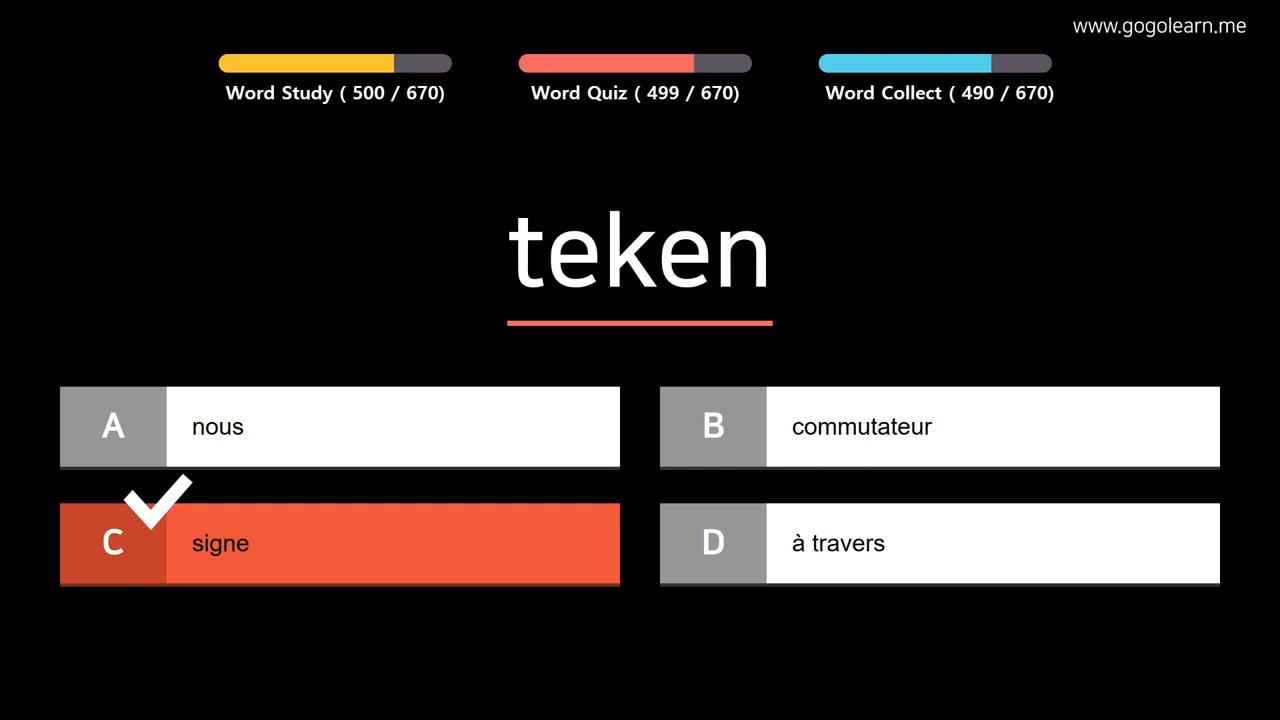 www.gogolearn.me
Word Study ( 500 / 670)
Word Quiz ( 499 / 670)
Word Collect ( 490 / 670)
teken
A nous
B commutateur
C signe
D à travers